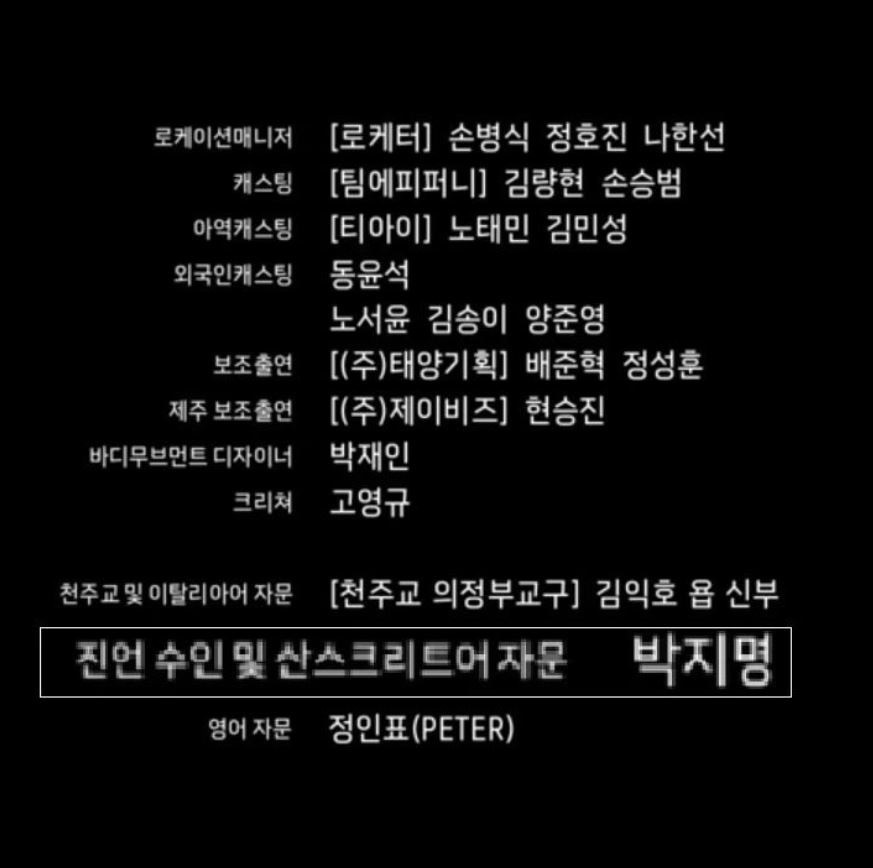 로케이션매니저 [로케터] 손병식 정호진 나한선
캐스팅 [팀에피퍼니] 김량현 손승범
아역캐스팅 [티아이] 노태민 김민성
외국인캐스팅 동윤석
노서윤 김송이 양준영
보조출연 [(주)태양기획] 배준혁 정성훈
제주 보조출연 [(주)제이비즈] 현승진
바디무브먼트 디자이너 박재인
크리쳐 고영규
천주교 및 이탈리아어 자문 [천주교 의정부교구] 김익호 욥 신부
진언 수인 및 산스크리트어 자문 박지명
영어 자문 정인표(PETER)